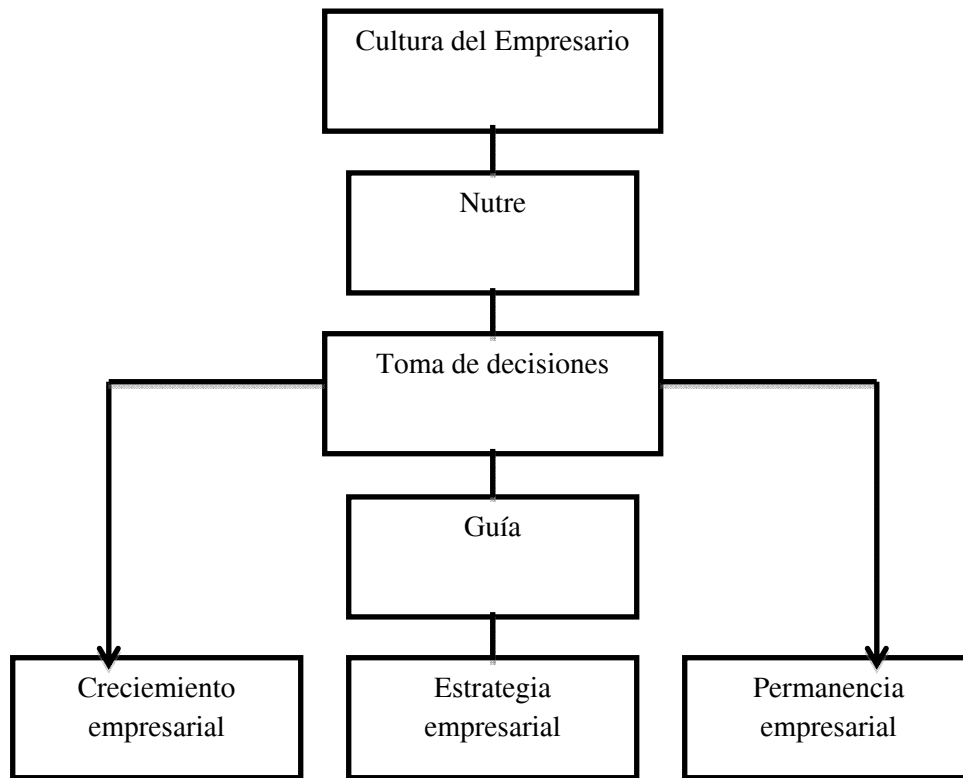 Cultura del Empresario
Nutre
Toma de decisiones
Guía
Creciemiento
empresarial
Estrategia
empresarial
Permanencia
empresarial